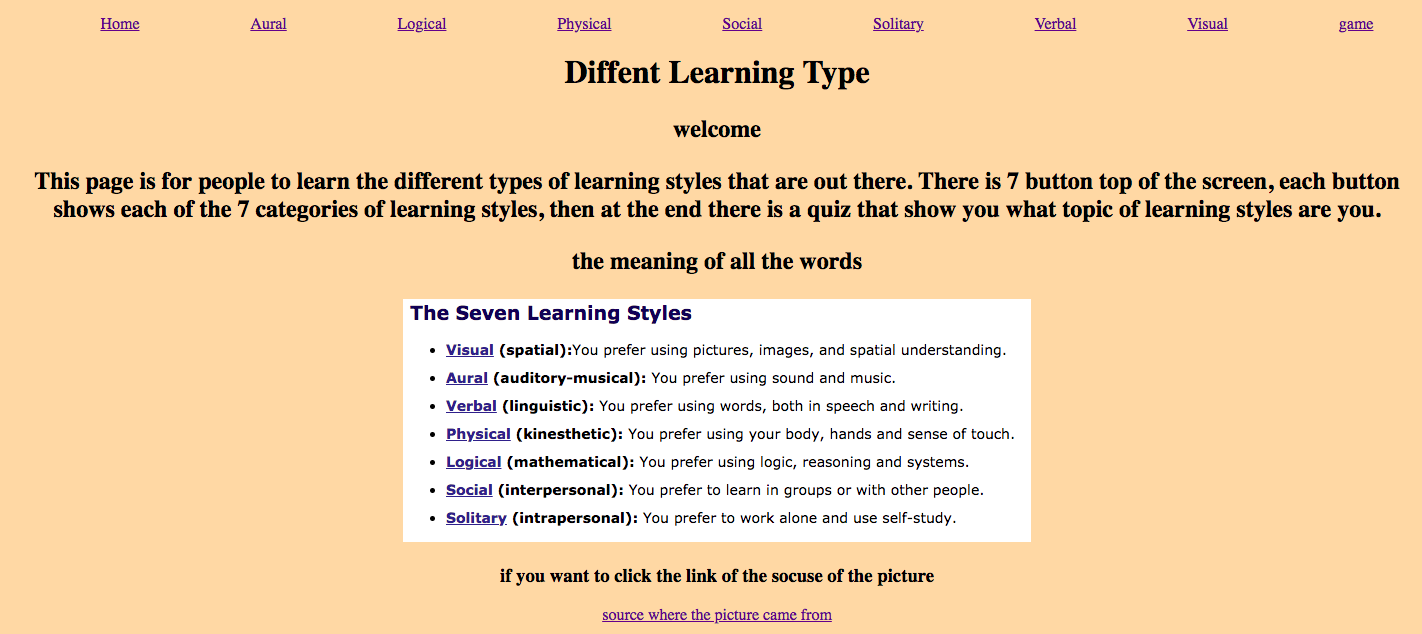 Home Aural Logical Physical Social Solitary Verbal Visual game
Diffent Learning Type
welcome
This page is for people to learn the different types of learning styles that are out there. There is 7 button top of the screen, each button
shows each of the 7 categories of learning styles, then at the end there is a quiz that show you what topic of learning styles are you.
the meaning of all the words
The Seven Learning Styles
• Visual (spatial):You prefer using pictures, images, and spatial understanding.
• Aural (auditory-musical): You prefer using sound and music.
• Verbal (linguistic): You prefer using words, both in speech and writing.
• Physical (kinesthetic): You prefer using your body, hands and sense of touch.
• Logical (mathematical): You prefer using logic, reasoning and systems.
• Social (interpersonal): You prefer to learn in groups or with other people.
• Solitary (intrapersonal): You prefer to work alone and use self-study.
if you want to click the link of the socuse of the picture
source where the picture came from